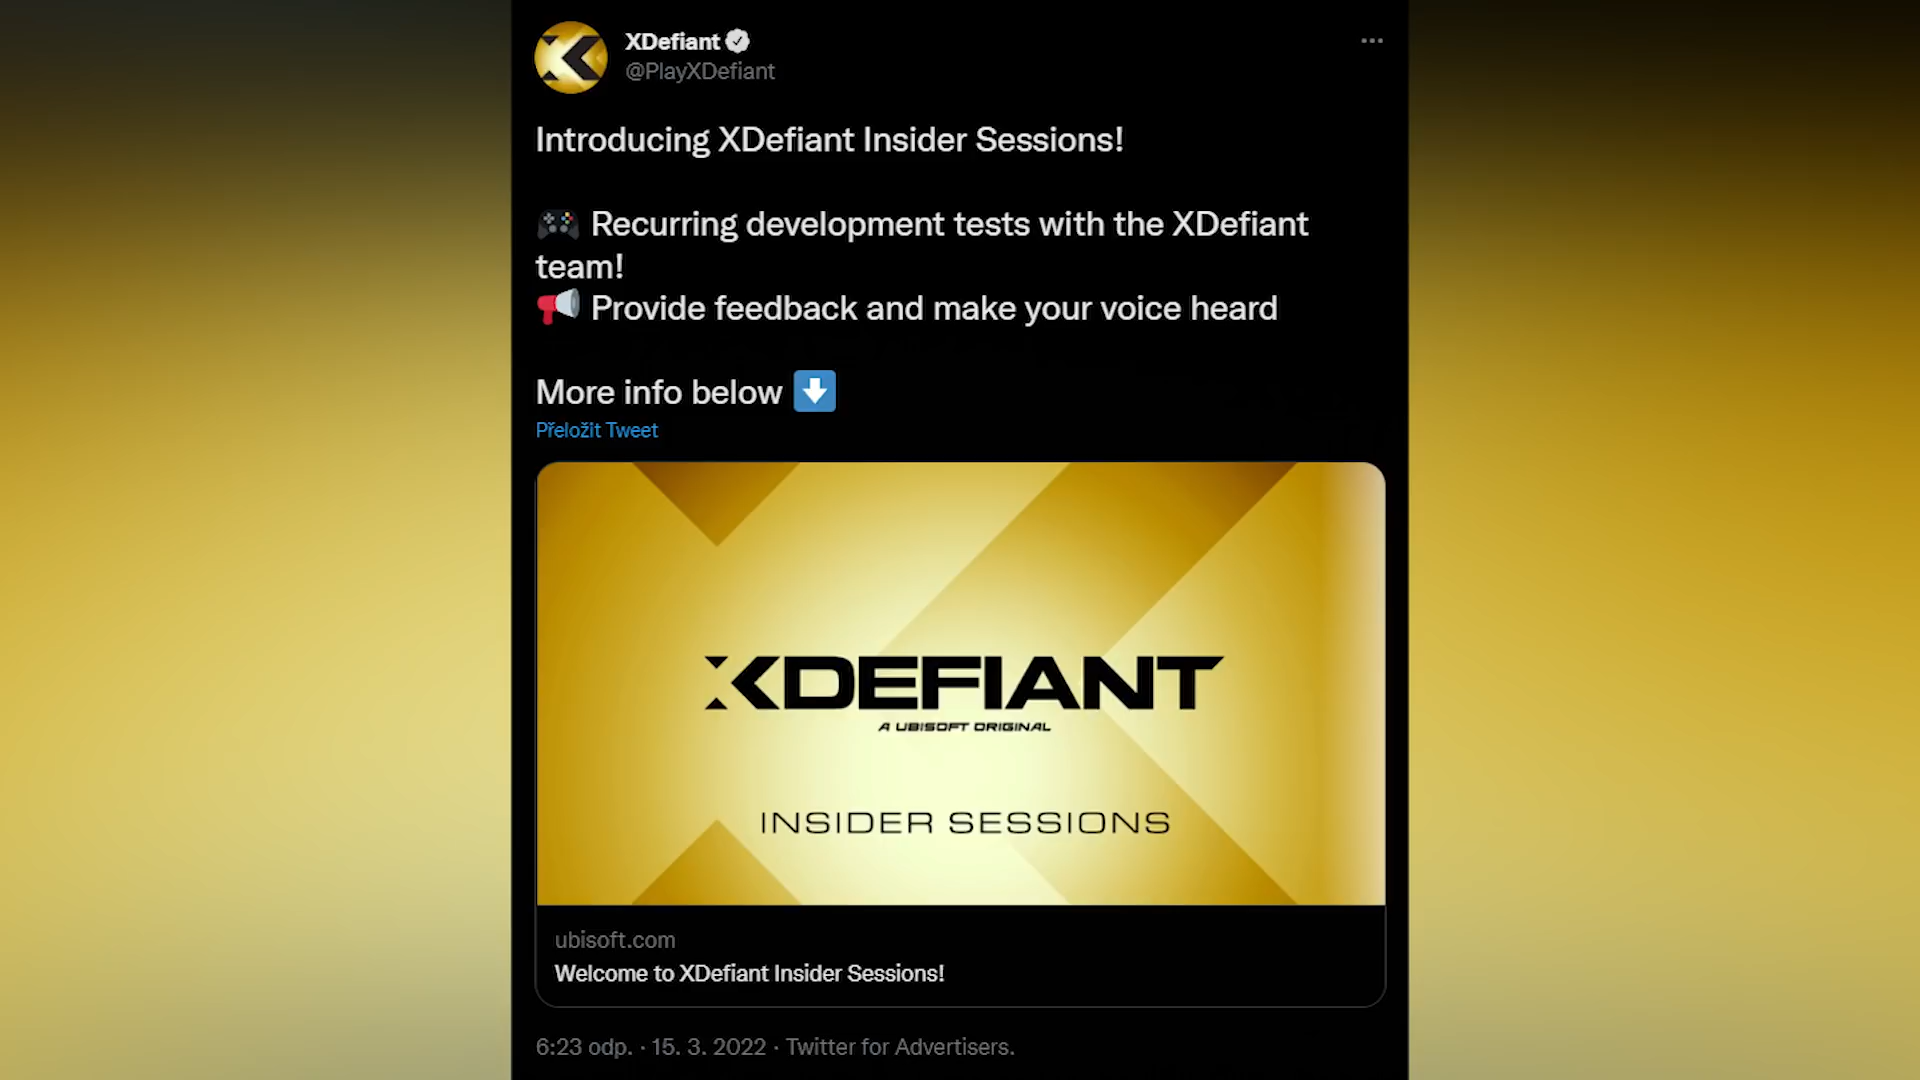 XDefiant
@PlayXDefiant
Introducing XDefiant Insider Sessions!
🎮 Recurring development tests with the XDefiant
team!
📢 Provide feedback and make your voice heard
More info below ⬇️
Přeložit Tweet
XDEFIANT
A UBISOFT ORIGINAL
INSIDER SESSIONS
ubisoft.com
Welcome to XDefiant Insider Sessions!
6:23 odp. · 15. 3. 2022 · Twitter for Advertisers.